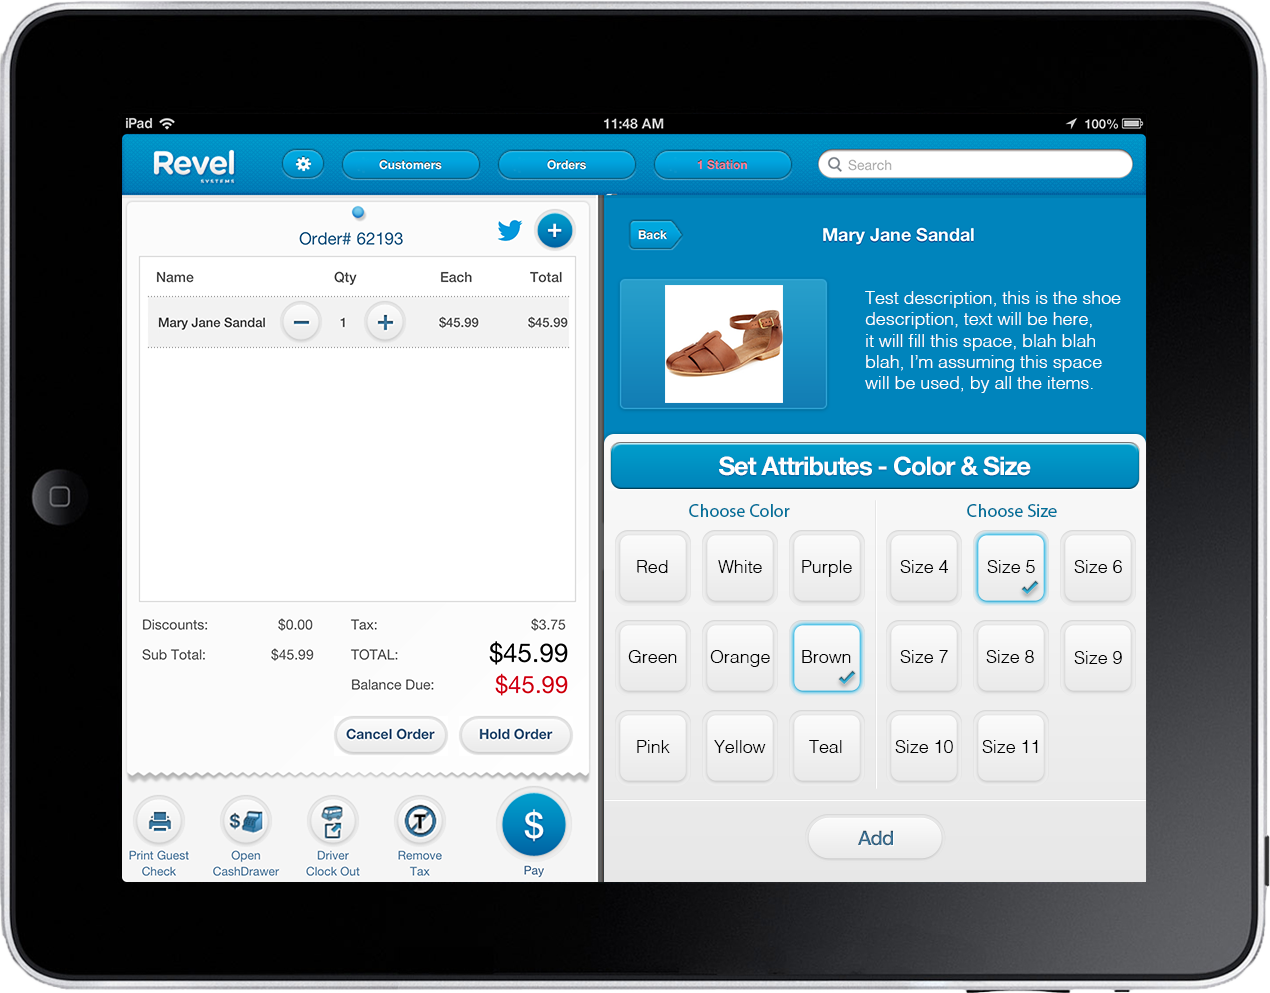 iPad
11:48 AM
100%
Revel
SYSTEMS
Customers
Orders
1 Station
Search
Order# 62193
Name Qty Each Total
Mary Jane Sandal 1 $45.99 $45.99
Discounts: $0.00 Tax: $3.75
Sub Total: $45.99 TOTAL: $45.99
Balance Due: $45.99
Cancel Order Hold Order
Print Guest
Check
Open
CashDrawer
Driver
Clock Out
Remove
Tax
$
Pay
Back
Mary Jane Sandal
Test description, this is the shoe
description, text will be here,
it will fill this space, blah blah
blah, I'm assuming this space
will be used, by all the items.
Set Attributes - Color & Size
Choose Color
Red White Purple
Green Orange Brown
Pink Yellow Teal
Choose Size
Size 4 Size 5 Size 6
Size 7 Size 8 Size 9
Size 10 Size 11
Add